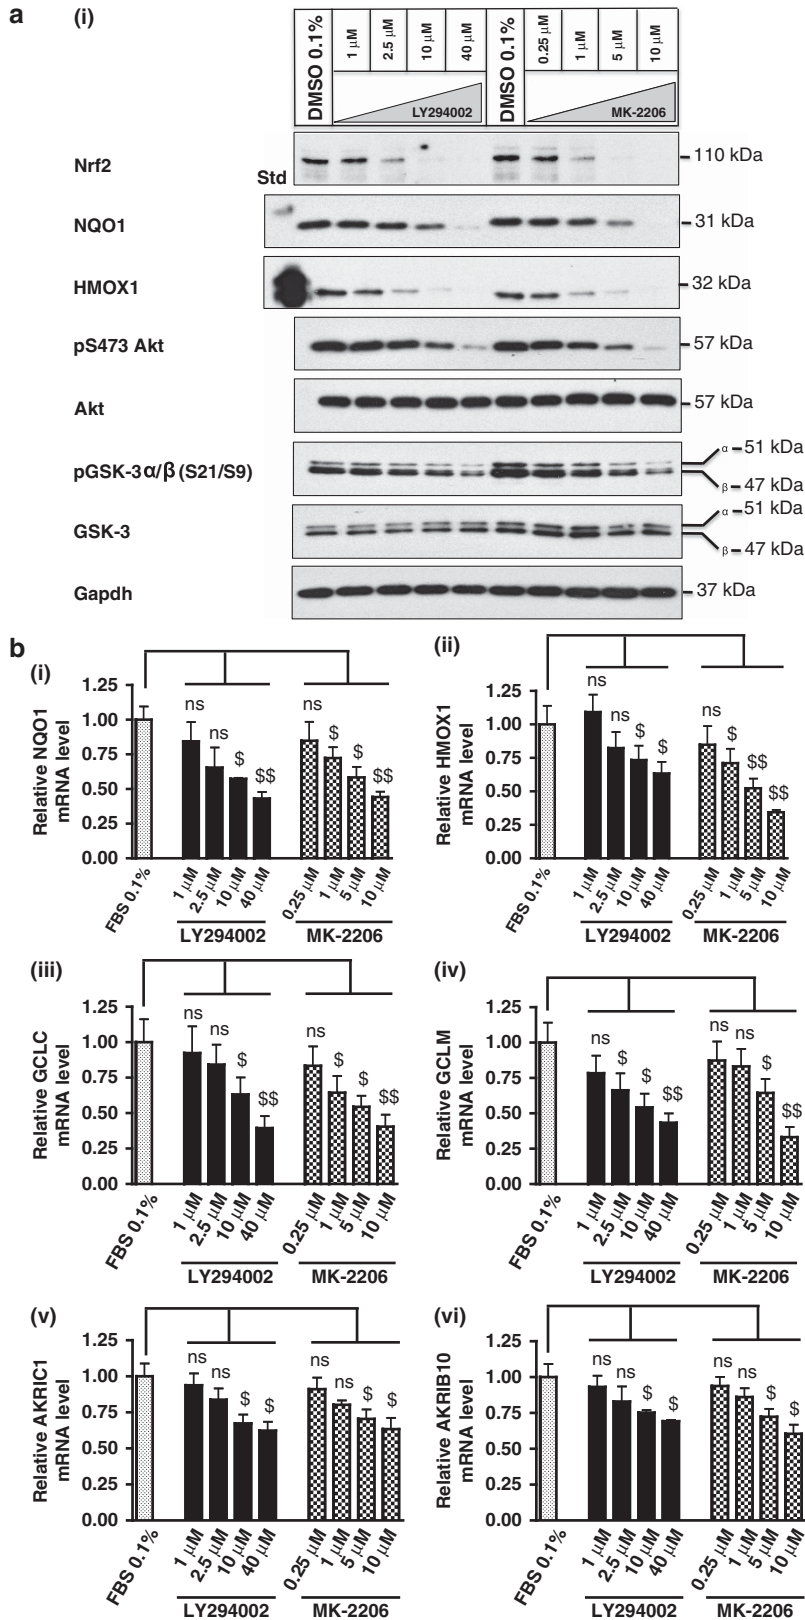 a
(i)
DMSO 0.1%
1 µM
2.5 µM
10 µM
40 µM
DMSO 0.1%
0.25 µM
1 µM
5 µM
10 µM
LY294002
MK-2206
Nrf2
110 kDa
Std
NQO1
31 kDa
HMOX1
32 kDa
pS473 Akt
57 kDa
Akt
57 kDa
pGSK-3α/β (S21/S9)
α 51 kDa
β 47 kDa
GSK-3
α 51 kDa
β 47 kDa
Gapdh
37 kDa
b
(i)
Relative NQO1
mRNA level
1.25
1.00
0.75
0.50
0.25
0.00
ns
ns
$
$$
ns
$
$
$$
FBS 0.1%
1 µM
2.5 µM
10 µM
40 µM
0.25 µM
1 µM
5 µM
10 µM
LY294002
MK-2206
(ii)
Relative HMOX1
mRNA level
1.25
1.00
0.75
0.50
0.25
0.00
ns
ns
$
$
ns
$
$$
$$
FBS 0.1%
1 µM
2.5 µM
10 µM
40 µM
0.25 µM
1 µM
5 µM
10 µM
LY294002
MK-2206
(iii)
Relative GCLC
mRNA level
1.25
1.00
0.75
0.50
0.25
0.00
ns
ns
$
$$
ns
$
$
$$
FBS 0.1%
1 µM
2.5 µM
10 µM
40 µM
0.25 µM
1 µM
5 µM
10 µM
LY294002
MK-2206
(iv)
Relative GCLM
mRNA level
1.25
1.00
0.75
0.50
0.25
0.00
ns
$
$
$$
ns
ns
$
$$
FBS 0.1%
1 µM
2.5 µM
10 µM
40 µM
0.25 µM
1 µM
5 µM
10 µM
LY294002
MK-2206
(v)
Relative AKRIC1
mRNA level
1.25
1.00
0.75
0.50
0.25
0.00
ns
ns
$
$
ns
ns
$
$
FBS 0.1%
1 µM
2.5 µM
10 µM
40 µM
0.25 µM
1 µM
5 µM
10 µM
LY294002
MK-2206
(vi)
Relative AKRIB10
mRNA level
1.25
1.00
0.75
0.50
0.25
0.00
ns
ns
$
$
ns
ns
$
$
FBS 0.1%
1 µM
2.5 µM
10 µM
40 µM
0.25 µM
1 µM
5 µM
10 µM
LY294002
MK-2206